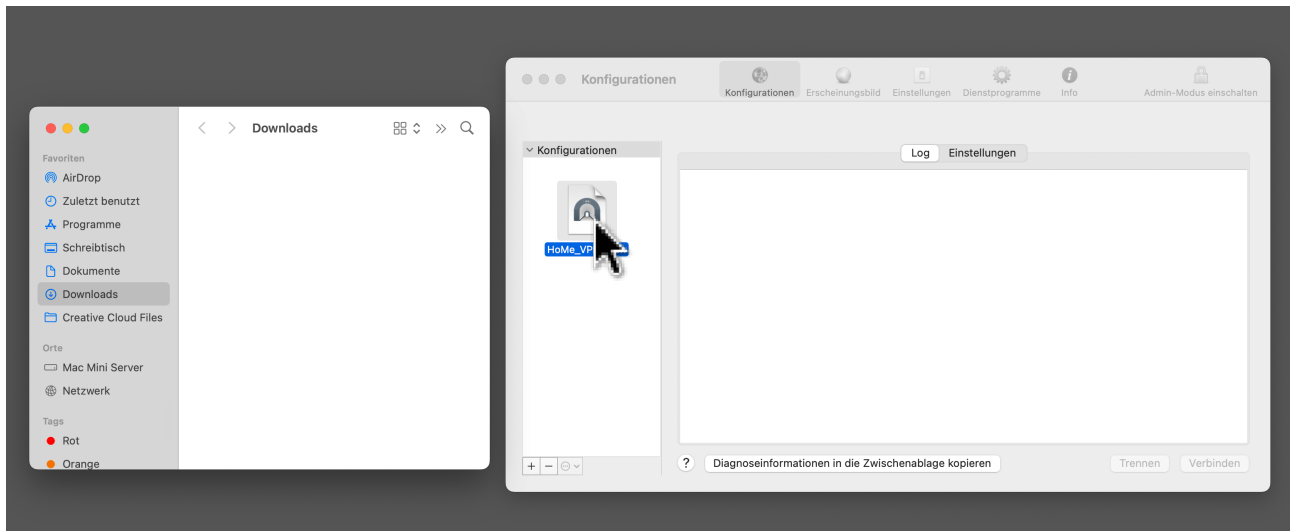 Downloads
Favoriten
AirDrop
Zuletzt benutzt
Programme
Schreibtisch
Dokumente
Downloads
Creative Cloud Files
Orte
Mac Mini Server
Netzwerk
Tags
Rot
Orange
Konfigurationen
Konfigurationen
Erscheinungsbild
Einstellungen
Dienstprogramme
Info
Admin-Modus einschalten
Konfigurationen
Log Einstellungen
HoMe_VP
? Diagnoseinformationen in die Zwischenablage kopieren
Trennen
Verbinden